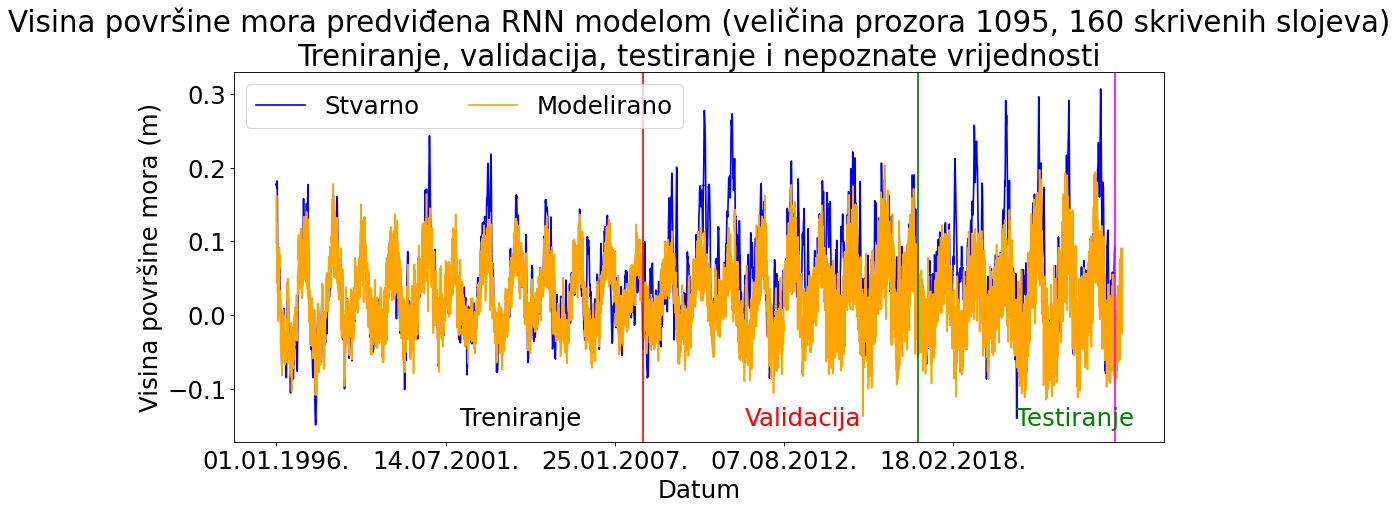 Visina površine mora predviđena RNN modelom (veličina prozora 1095, 160 skrivenih slojeva)
Treniranje, validacija, testiranje i nepoznate vrijednosti
Stvarno
Modelirano
Visina površine mora (m)
0.3
0.2
0.1
0.0
−0.1
Treniranje
Validacija
Testiranje
01.01.1996.
14.07.2001.
25.01.2007.
07.08.2012.
18.02.2018.
Datum